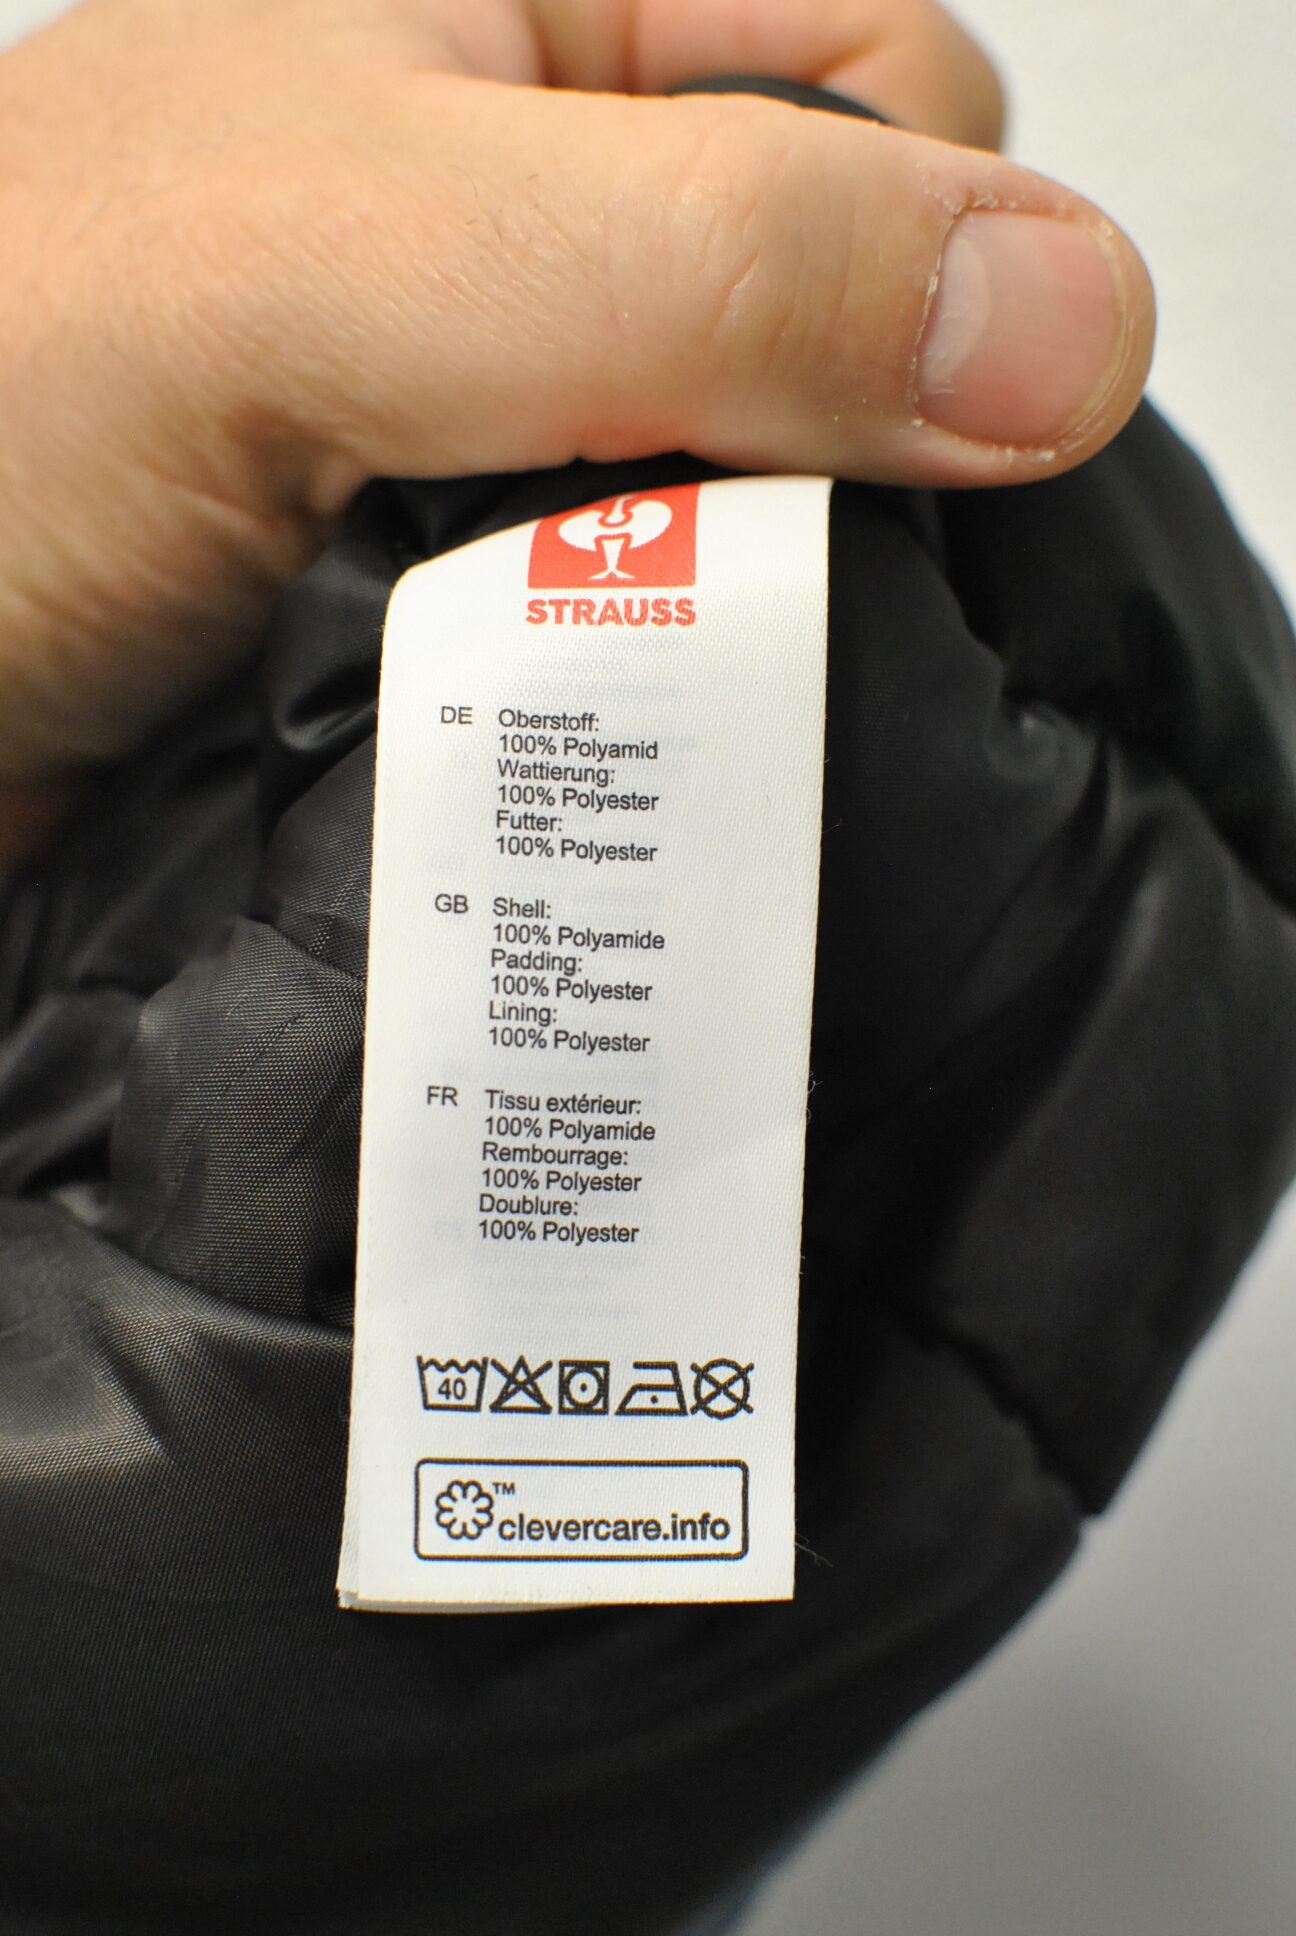 STRAUSS
DE Oberstoff:
100% Polyamid
Wattierung:
100% Polyester
Futter:
100% Polyester
GB Shell:
100% Polyamide
Padding:
100% Polyester
Lining:
100% Polyester
FR Tissu extérieur:
100% Polyamide
Rembourrage:
100% Polyester
Doublure:
100% Polyester
40
™
clevercare.info